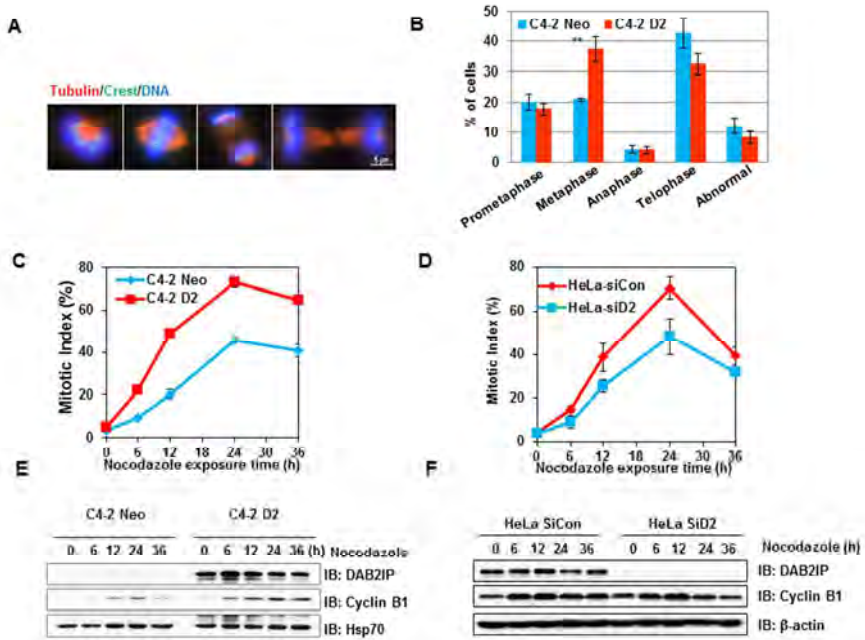 A
Tubulin/Crest/DNA
5 µm
B
C4-2 Neo
C4-2 D2
% of cells
50
40
30
20
10
0
**
Prometaphase
Metaphase
Anaphase
Telophase
Abnormal
C
Mitotic Index (%)
80
60
40
20
0
C4-2 Neo
C4-2 D2
0 6 12 18 24 30 36
Nocodazole exposure time (h)
D
Mitotic Index (%)
80
60
40
20
0
HeLa-siCon
HeLa-siD2
0 6 12 18 24 30 36
Nocodazole exposure time (h)
E
C4-2 Neo C4-2 D2
0 6 12 24 36 0 6 12 24 36 (h) Nocodazole
IB: DAB2IP
IB: Cyclin B1
IB: Hsp70
F
HeLa SiCon HeLa SiD2
0 6 12 24 36 0 6 12 24 36 Nocodazole (h)
IB: DAB2IP
IB: Cyclin B1
IB: β-actin